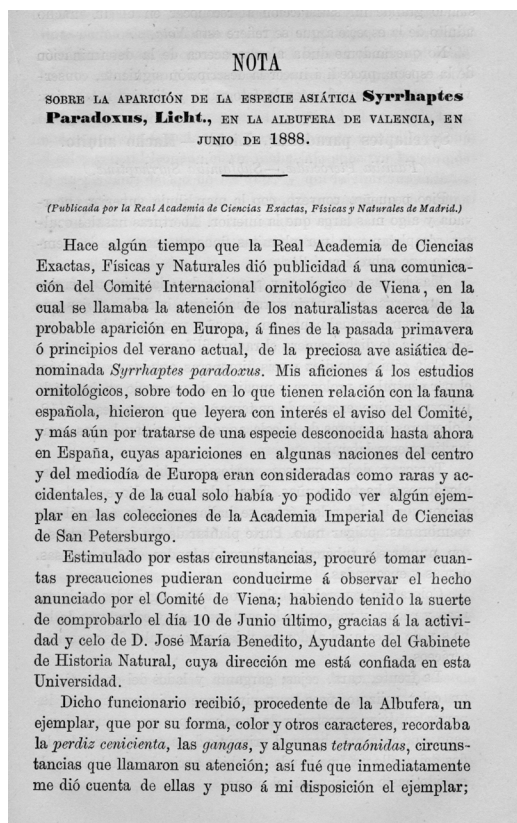 NOTA
SOBRE LA APARICIÓN DE LA ESPECIE ASIÁTICA Syrrhaptes
Paradoxus, Licht., EN LA ALBUFERA DE VALENCIA, EN
JUNIO DE 1888.
(Publicada por la Real Academia de Ciencias Exactas, Físicas y Naturales de Madrid.)
Hace algún tiempo que la Real Academia de Ciencias
Exactas, Físicas y Naturales dió publicidad á una comunica-
ción del Comité Internacional ornitológico de Viena, en la
cual se llamaba la atención de los naturalistas acerca de la
probable aparición en Europa, á fines de la pasada primavera
ó principios del verano actual, de la preciosa ave asiática de-
nominada Syrrhaptes paradoxus. Mis aficiones á los estudios
ornitológicos, sobre todo en lo que tienen relación con la fauna
española, hicieron que leyera con interés el aviso del Comité,
y más aún por tratarse de una especie desconocida hasta ahora
en España, cuyas apariciones en algunas naciones del centro
y del mediodía de Europa eran consideradas como raras y ac-
cidentales, y de la cual solo había yo podido ver algún ejem-
plar en las colecciones de la Academia Imperial de Ciencias
de San Petersburgo.
Estimulado por estas circunstancias, procuré tomar cuan-
tas precauciones pudieran conducirme á observar el hecho
anunciado por el Comité de Viena; habiendo tenido la suerte
de comprobarlo el día 10 de Junio último, gracias á la activi-
dad y celo de D. José María Benedito, Ayudante del Gabinete
de Historia Natural, cuya dirección me está confiada en esta
Universidad.
Dicho funcionario recibió, procedente de la Albufera, un
ejemplar, que por su forma, color y otros caracteres, recordaba
la perdiz cenicienta, las gangas, y algunas tetraónidas, circuns-
tancias que llamaron su atención; así fué que inmediatamente
me dió cuenta de ellas y puso á mi disposición el ejemplar;